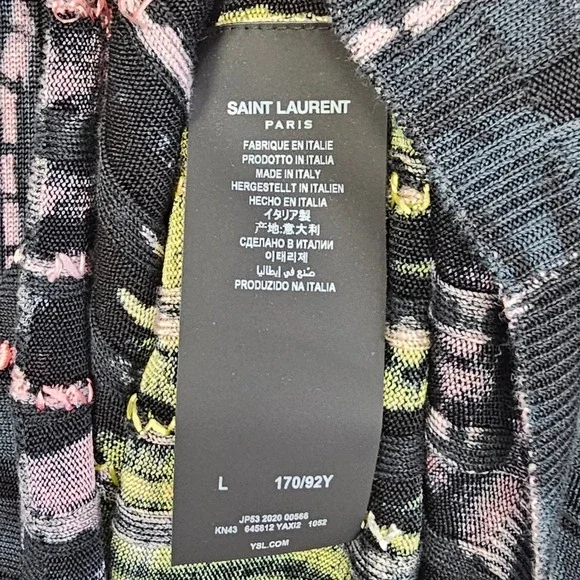 SAINT LAURENT
PARIS
FABRIQUE EN ITALIE
PRODOTTO IN ITALIA
MADE IN ITALY
HERGESTELLT IN ITALIEN
HECHO EN ITALIA
イタリア製
产地:意大利
СДЕЛАНО В ИТАЛИИ
이태리제
صُنع في إيطاليا
PRODUZIDO NA ITALIA
L 170/92Y
JP53 2020 00566
KN43 645812 YAXI2 1052
YSL.COM